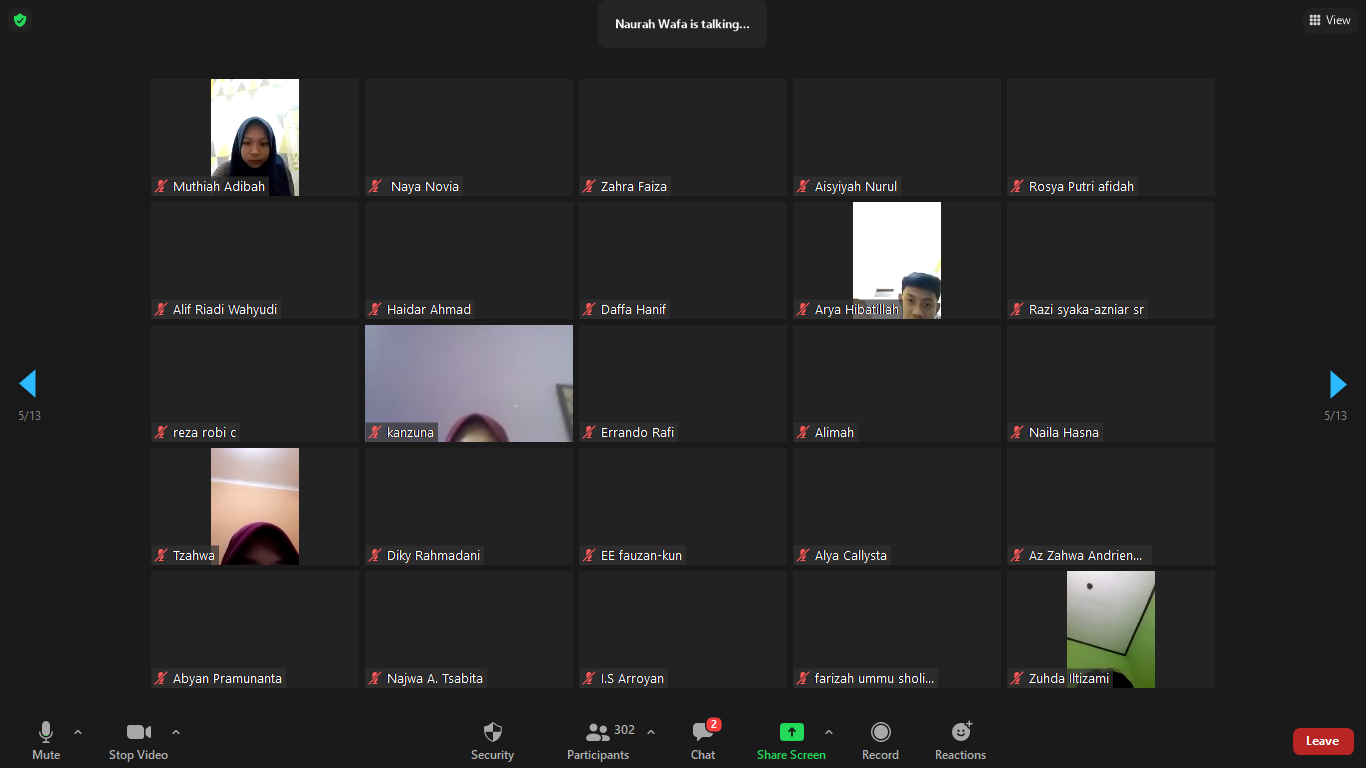 Naurah Wafa is talking...
View
Muthiah Adibah
Naya Novia
Zahra Faiza
Aisyiyah Nurul
Rosya Putri afidah
Alif Riadi Wahyudi
Haidar Ahmad
Daffa Hanif
Arya Hibatillah
Razi syaka-azniar sr
5/13
5/13
reza robi c
kanzuna
Errando Rafi
Alimah
Naila Hasna
Tzahwa
Diky Rahmadani
EE fauzan-kun
Alya Callysta
Az Zahwa Andrien...
Abyan Pramunanta
Najwa A. Tsabita
I.S Arroyan
farizah ummu sholi...
Zuhda Iltizami
Mute
Stop Video
Security
Participants
302
Chat
2
Share Screen
Record
Reactions
Leave